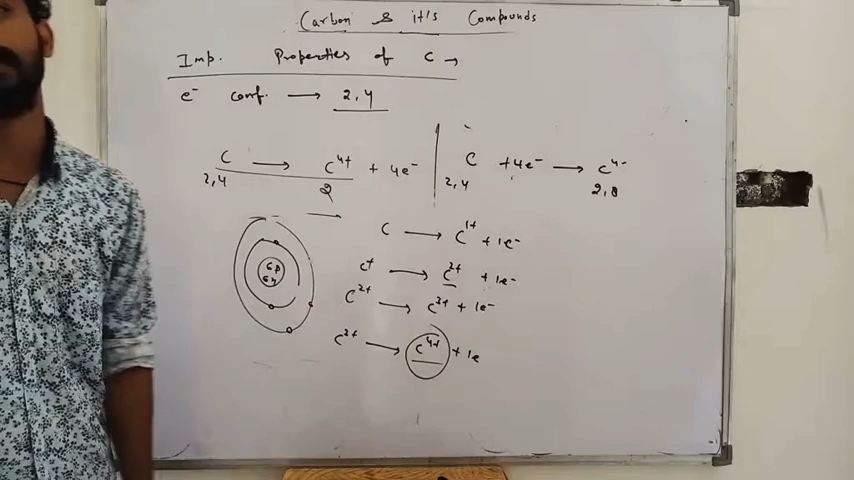 Carbon & it's Compounds
Imp. Properties of C →
e⁻ conf. → 2,4
C → C⁴⁺ + 4e⁻
2,4 2
C +4e⁻ → C⁴⁻
2,4 2,8
6P
6N
C → C¹⁺ + 1e⁻
C⁺ → C²⁺ + 1e⁻
C²⁺ → C³⁺ + 1e⁻
C³⁺ → C⁴⁺ + 1e